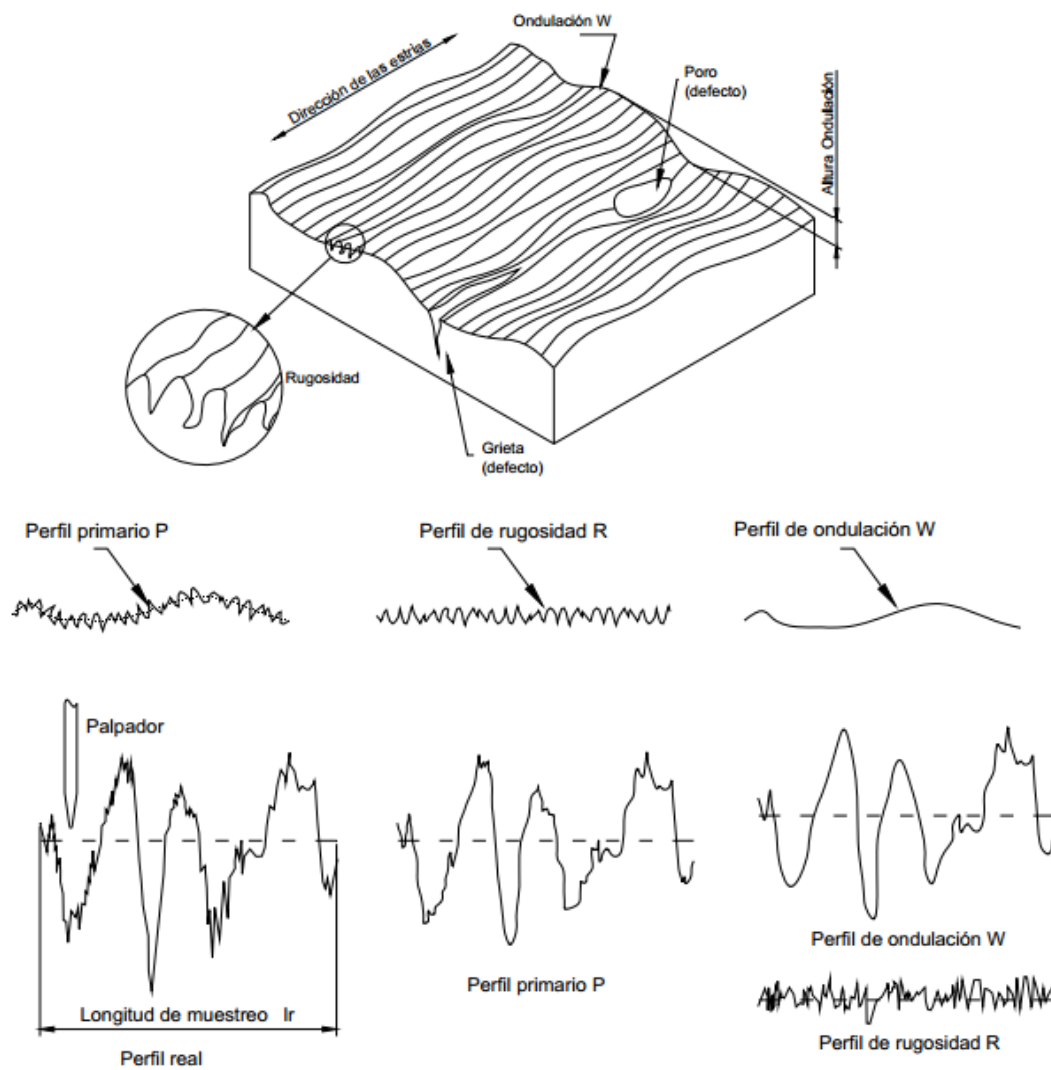 Ondulación W
Dirección de las estrías
Poro
(defecto)
Altura Ondulación
Rugosidad
Grieta
(defecto)
Perfil primario P
Perfil de rugosidad R
Perfil de ondulación W
Palpador
Longitud de muestreo lr
Perfil real
Perfil primario P
Perfil de ondulación W
Perfil de rugosidad R